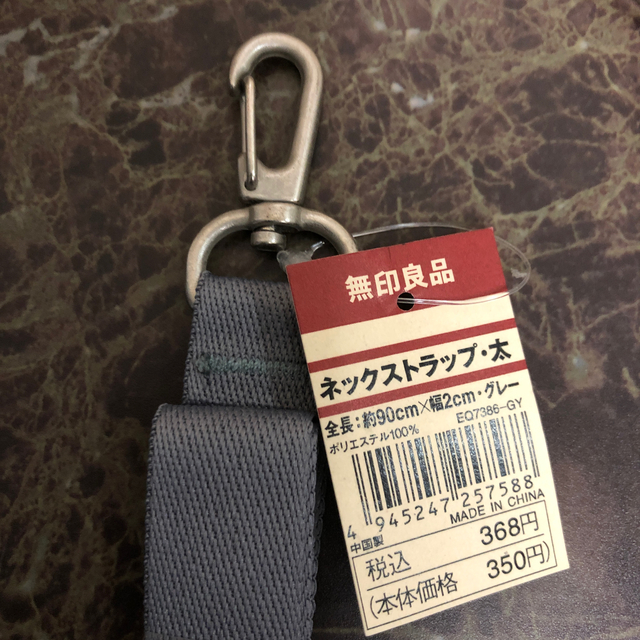 無印良品
ネックストラップ・太
全長:約90cm×幅2cm・グレー
ポリエステル100% EQ7386-GY
4 945247 257588
中国製 MADE IN CHINA
税込 368円
(本体価格 350円)